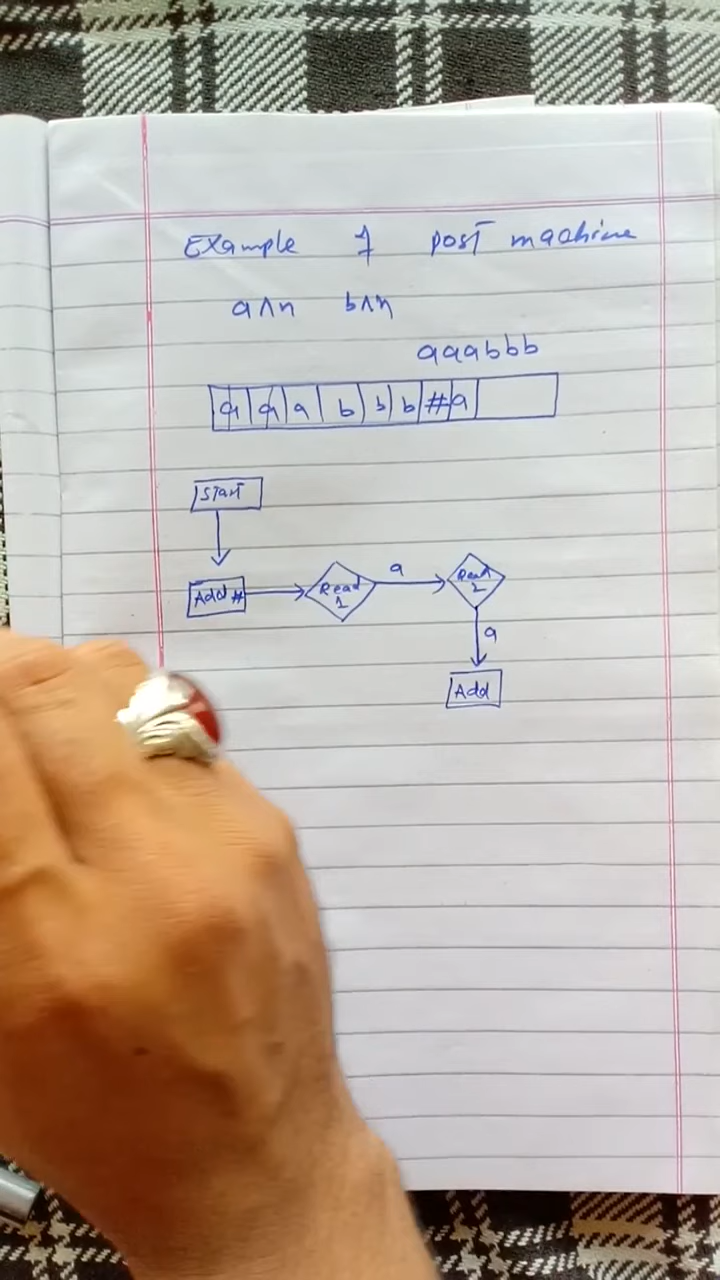 Example of post machine
a^n b^n
aaabbb
a a a b b b # a
Start
Add # Read 1 a Read 2
a
Add